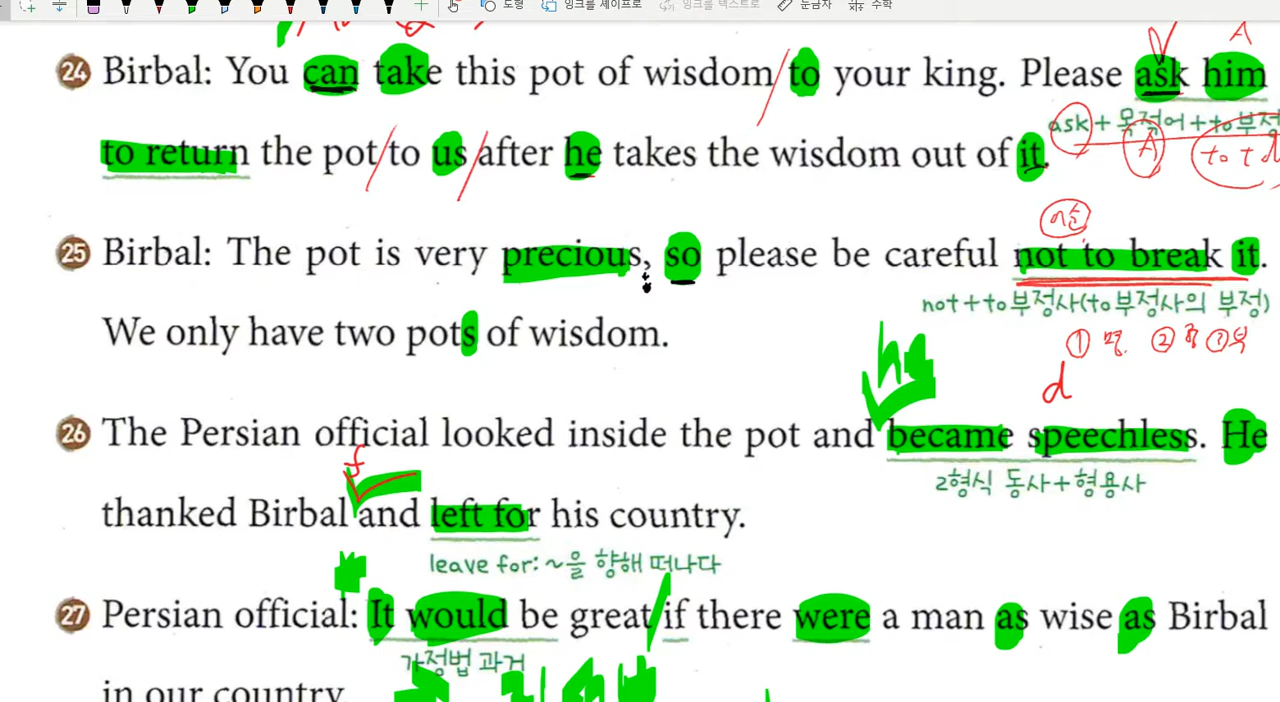 도형
잉크를 셰이프로
잉크를 텍스트로
눈금자
수학
24 Birbal: You can take this pot of wisdom to your king. Please ask him
ask+목적어+to부정
to return the pot to us after he takes the wisdom out of it.
A
to
25 Birbal: The pot is very precious, so please be careful not to break it.
not+to부정사(to부정사의 부정)
We only have two pots of wisdom.
① 명. ② 형 ③ 부
he
d
26 The Persian official looked inside the pot and became speechless. He
2형식 동사+형용사
f
thanked Birbal and left for his country.
leave for: ~을 향해 떠나다
27 Persian official: It would be great if there were a man as wise as Birbal
가정법 과거
in our country